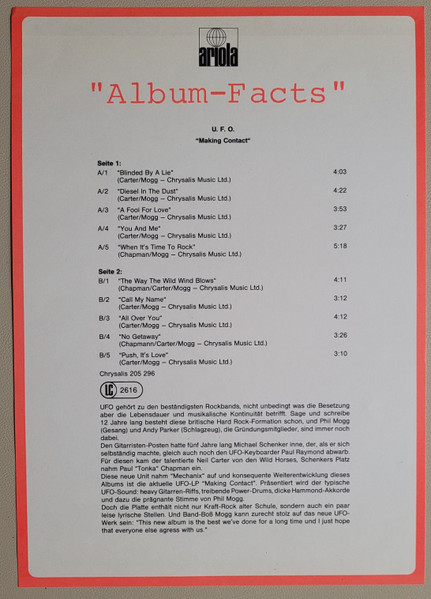 ariola
"Album-Facts"
U. F. O.
"Making Contact"
Seite 1:
A/1 "Blinded By A Lie" 4:03
(Carter/Mogg – Chrysalis Music Ltd.)
A/2 "Diesel In The Dust" 4:22
(Carter/Mogg – Chrysalis Music Ltd.)
A/3 "A Fool For Love" 3:53
(Carter/Mogg – Chrysalis Music Ltd.)
A/4 "You And Me" 3:27
(Carter/Mogg – Chrysalis Music Ltd.)
A/5 "When It's Time To Rock" 5:18
(Chapman/Mogg – Chrysalis Music Ltd.)
Seite 2:
B/1 "The Way The Wild Wind Blows" 4:11
(Chapman/Carter/Mogg – Chrysalis Music Ltd.)
B/2 "Call My Name" 3:12
(Carter/Mogg – Chrysalis Music Ltd.)
B/3 "All Over You" 4:12
(Carter/Mogg – Chrysalis Music Ltd.)
B/4 "No Getaway" 3:26
(Chapmann/Carter/Mogg – Chrysalis Music Ltd.)
B/5 "Push, It's Love" 3:10
(Carter/Mogg – Chrysalis Music Ltd.)
Chrysalis 205 296
LC 2616
UFO gehört zu den beständigsten Rockbands, nicht unbedingt was die Besetzung
aber die Lebensdauer und musikalische Kontinuität betrifft. Sage und schreibe
12 Jahre lang besteht diese britische Hard Rock-Formation schon, und Phil Mogg
(Gesang) und Andy Parker (Schlagzeug), die Gründungsmitglieder, sind immer noch
dabei.
Den Gitarristen-Posten hatte fünf Jahre lang Michael Schenker inne, der, als er sich
selbständig machte, gleich auch noch den UFO-Keyboarder Paul Raymond abwarb.
Für diesen kam der talentierte Neil Carter von den Wild Horses, Schenkers Platz
nahm Paul "Tonka" Chapman ein.
Diese neue Unit nahm "Mechanix" auf und konsequente Weiterentwicklung dieses
Albums ist die aktuelle UFO-LP "Making Contact". Präsentiert wird der typische
UFO-Sound: heavy Gitarren-Riffs, treibende Power-Drums, dicke Hammond-Akkorde
und dazu die prägnante Stimme von Phil Mogg.
Doch die Platte enthält nicht nur Kraft-Rock alter Schule, sondern auch ein paar
leise lyrische Stellen. Und Band-Boß Mogg kann zurecht stolz auf das neue UFO-
Werk sein: "This new album is the best we've done for a long time and I just hope
that everyone else agrees with us."